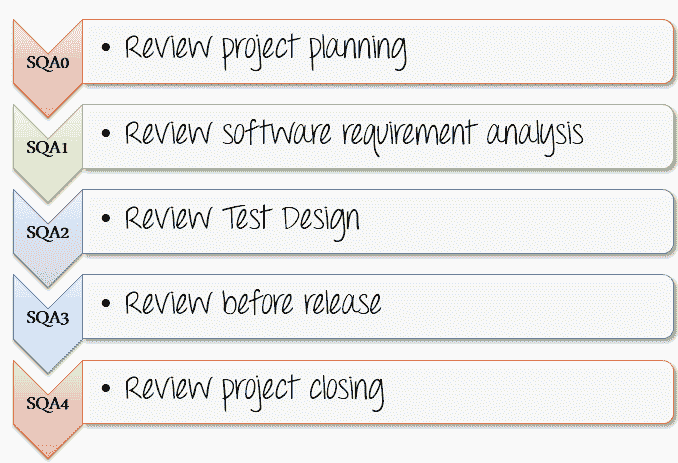 SQA0
• Review project planning
SQA1
• Review software requirement analysis
SQA2
• Review Test Design
SQA3
• Review before release
SQA4
• Review project closing